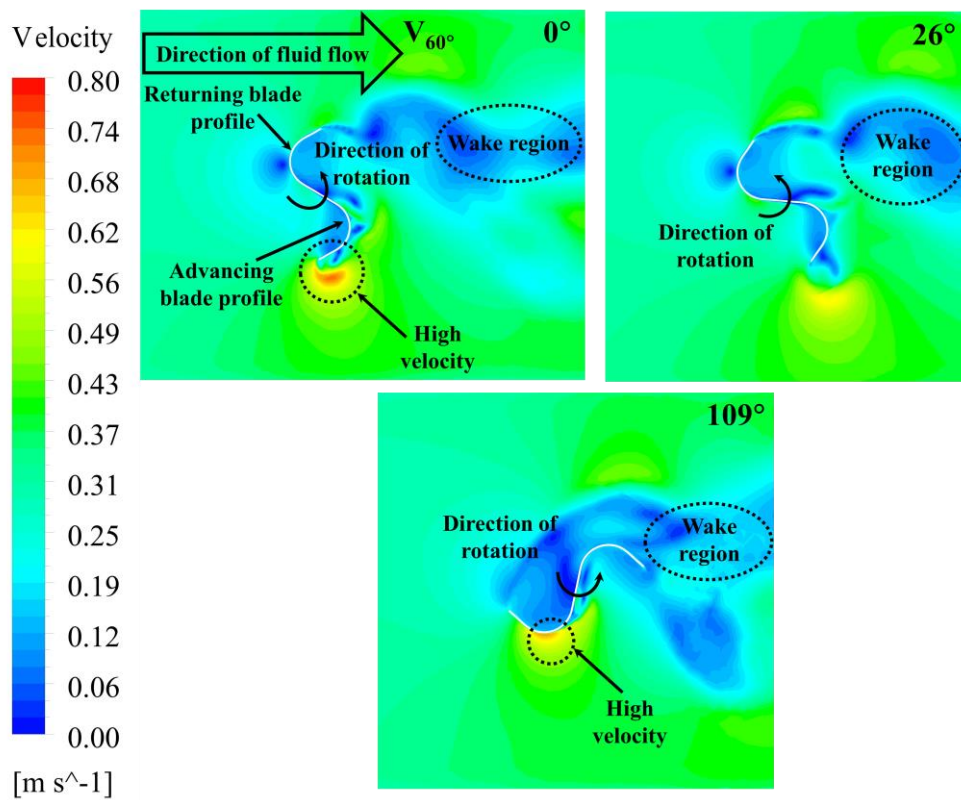 Velocity
0.80
0.74
0.68
0.62
0.56
0.49
0.43
0.37
0.31
0.25
0.19
0.12
0.06
0.00
[m s^-1]
Direction of fluid flow
V60°
0°
Returning blade
profile
Direction of
rotation
Wake region
Advancing
blade profile
High
velocity
26°
Wake
region
Direction of
rotation
109°
Direction of
rotation
Wake
region
High
velocity